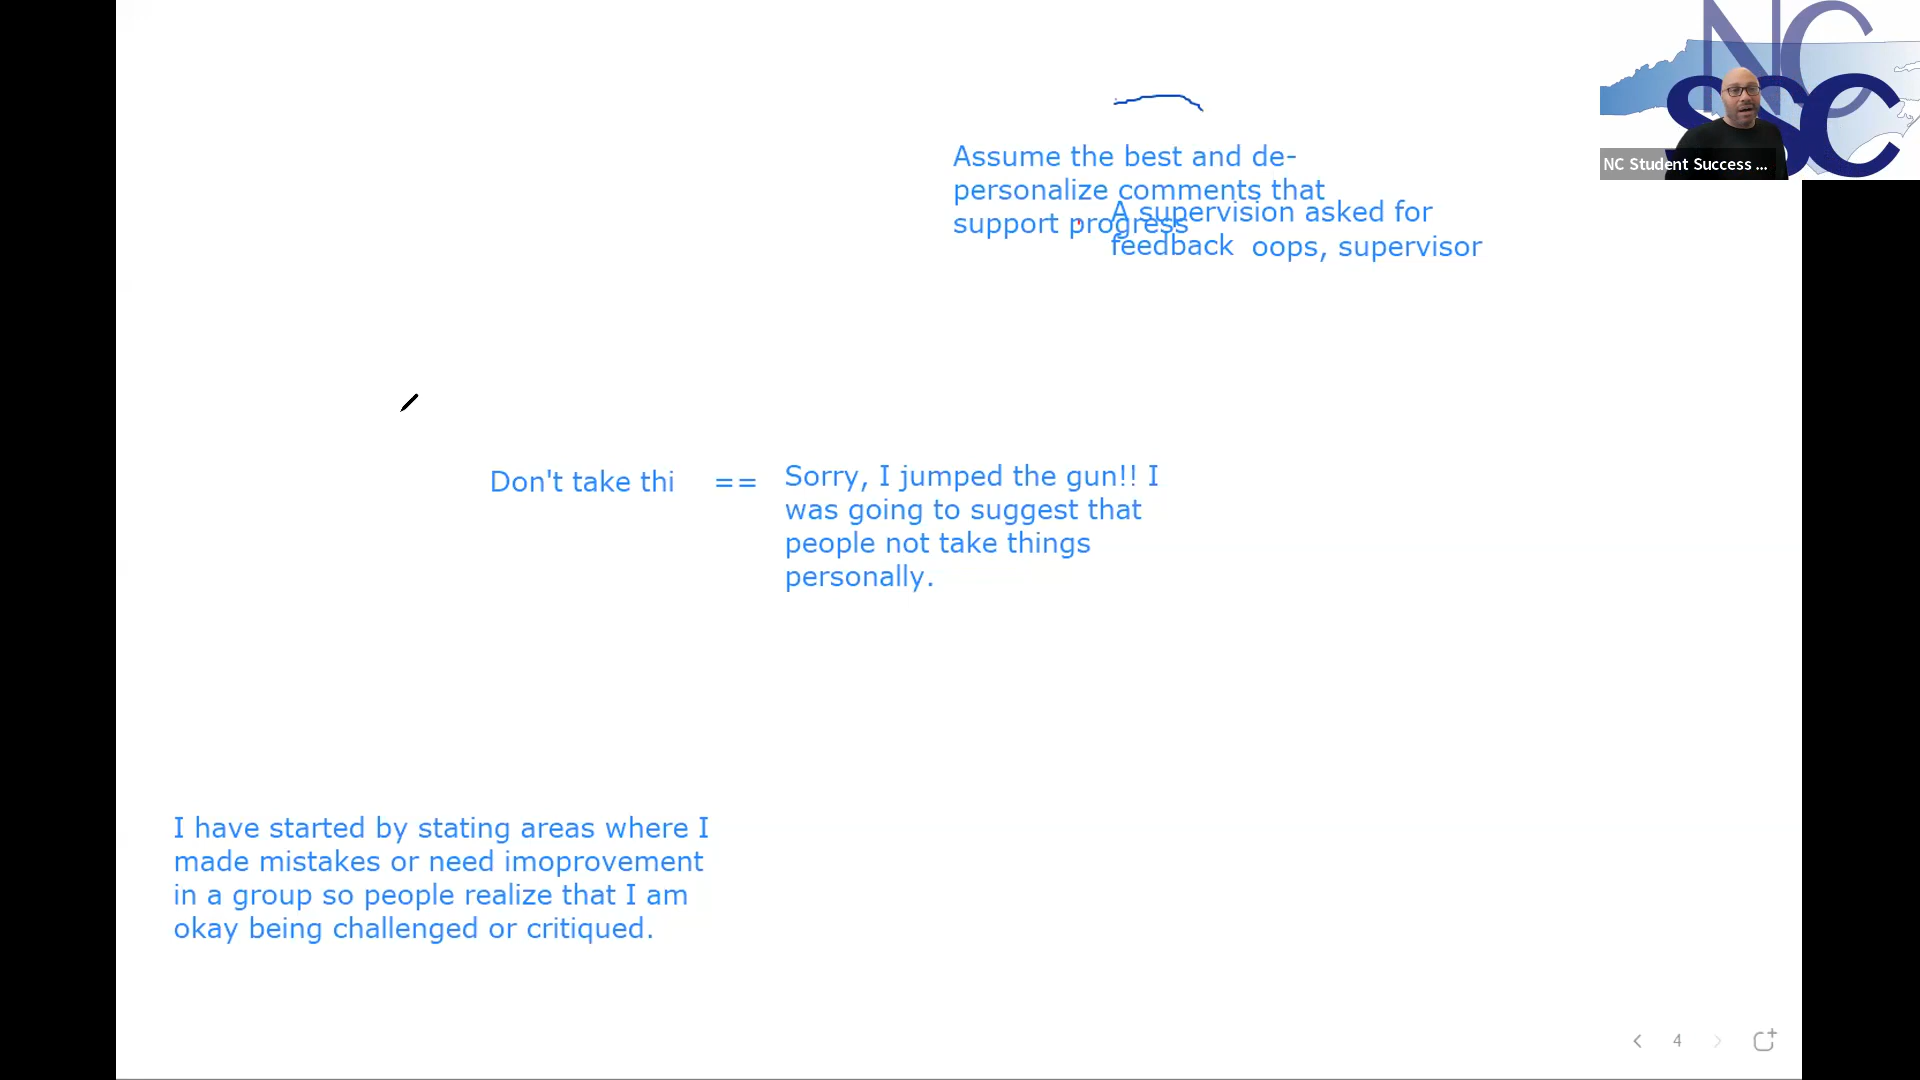 NC
SSC
NC Student Success ...
Assume the best and de-
personalize comments that
support progress
A supervision asked for
feedback
oops, supervisor
Don't take thi
==
Sorry, I jumped the gun!! I
was going to suggest that
people not take things
personally.
I have started by stating areas where I
made mistakes or need imoprovement
in a group so people realize that I am
okay being challenged or critiqued.
4